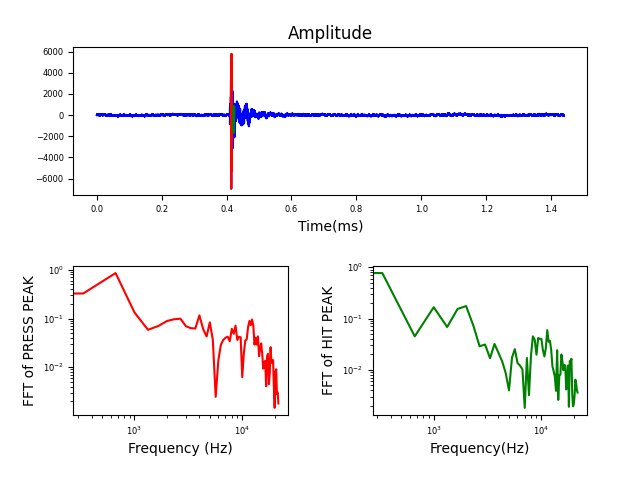 Amplitude
6000
4000
2000
0
−2000
−4000
−6000
0.0 0.2 0.4 0.6 0.8 1.0 1.2 1.4
Time(ms)
FFT of PRESS PEAK
10⁰
10⁻¹
10⁻²
10³ 10⁴
Frequency (Hz)
FFT of HIT PEAK
10⁰
10⁻¹
10⁻²
10³ 10⁴
Frequency(Hz)